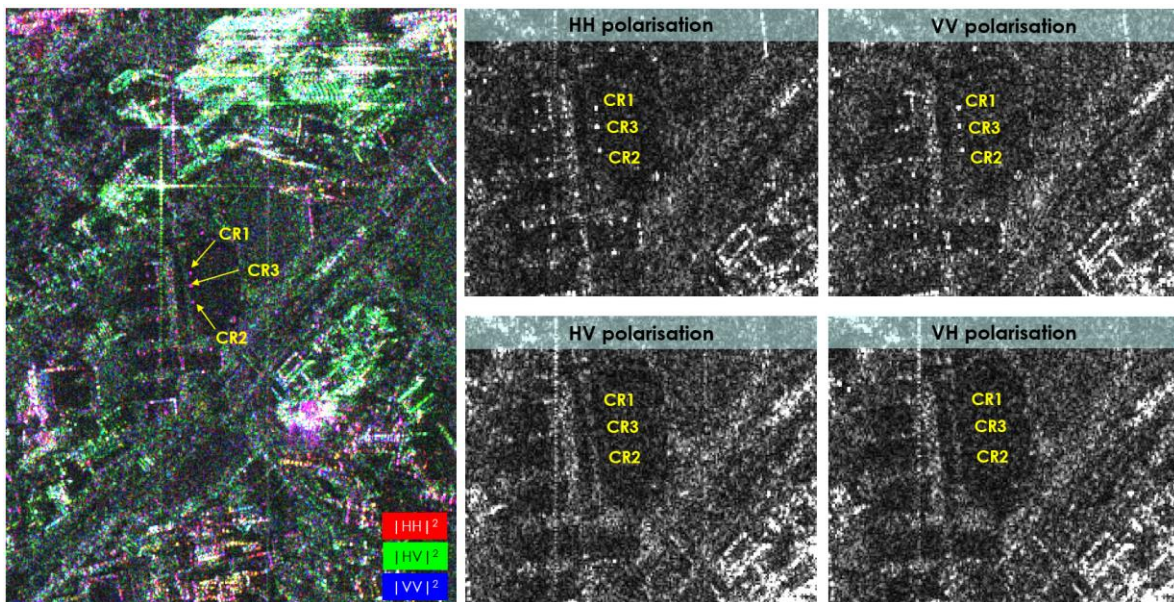 CR1
CR3
CR2
|HH|²
|HV|²
|VV|²
HH polarisation
CR1
CR3
CR2
VV polarisation
CR1
CR3
CR2
HV polarisation
CR1
CR3
CR2
VH polarisation
CR1
CR3
CR2